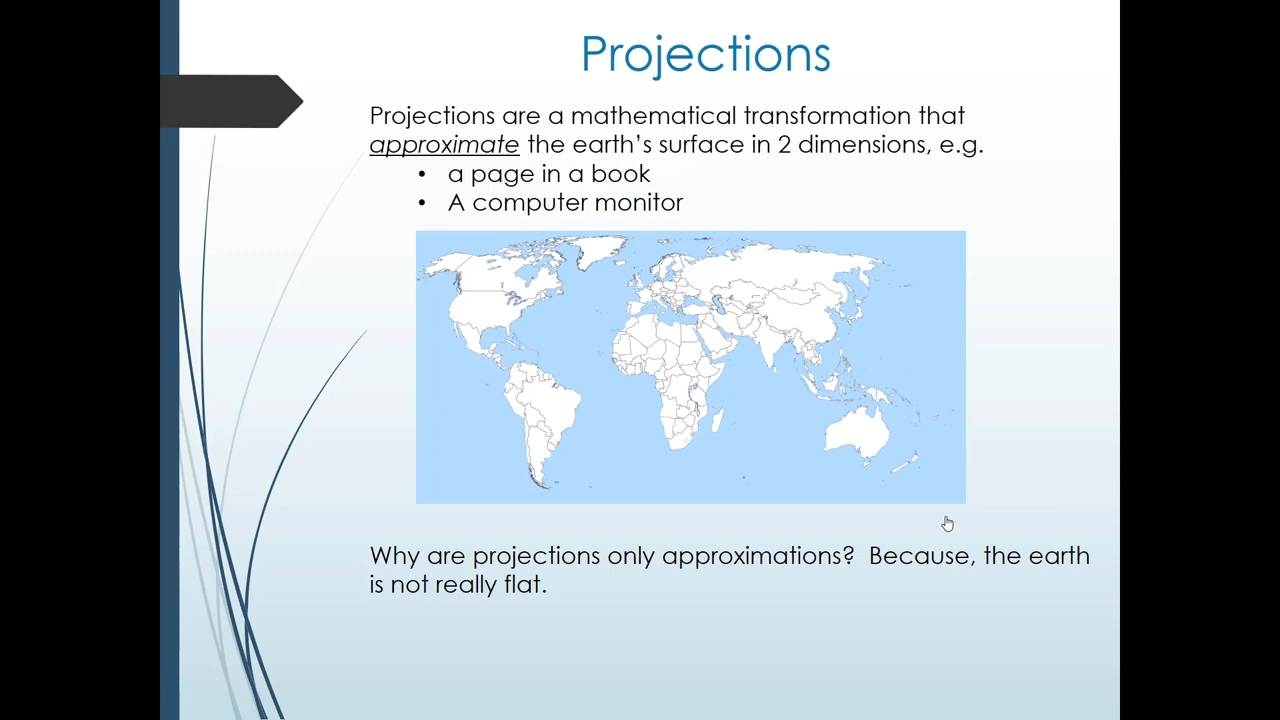 Projections
Projections are a mathematical transformation that
approximate the earth’s surface in 2 dimensions, e.g.
• a page in a book
• A computer monitor
Why are projections only approximations?  Because, the earth
is not really flat.